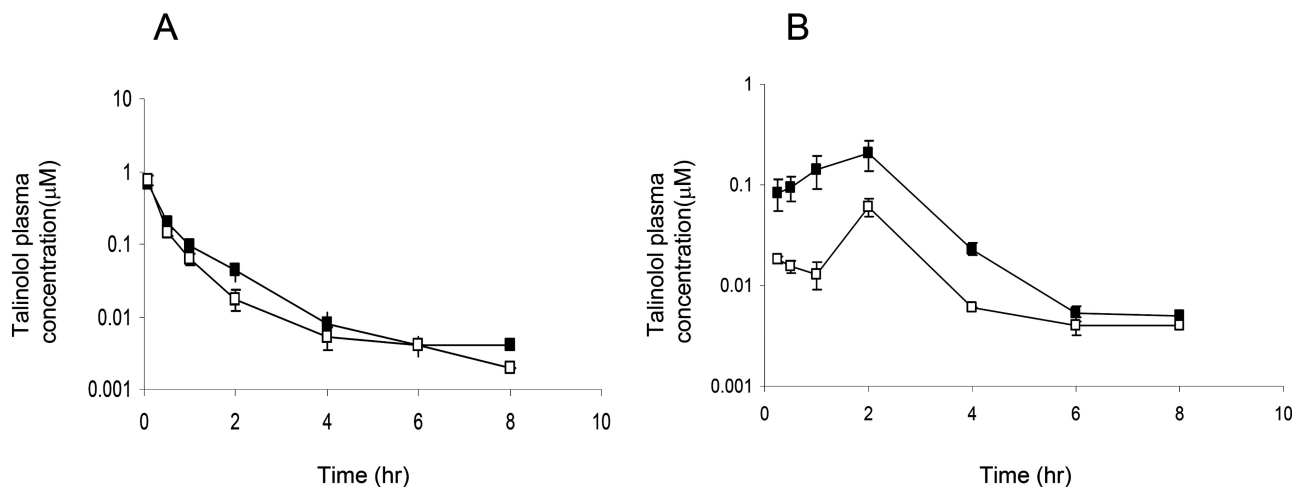 A
10
1
0.1
0.01
0.001
0
2
4
6
8
10
Talinolol plasma
concentration(µM)
Time (hr)
B
1
0.1
0.01
0.001
0
2
4
6
8
10
Talinolol plasma
concentration(µM)
Time (hr)